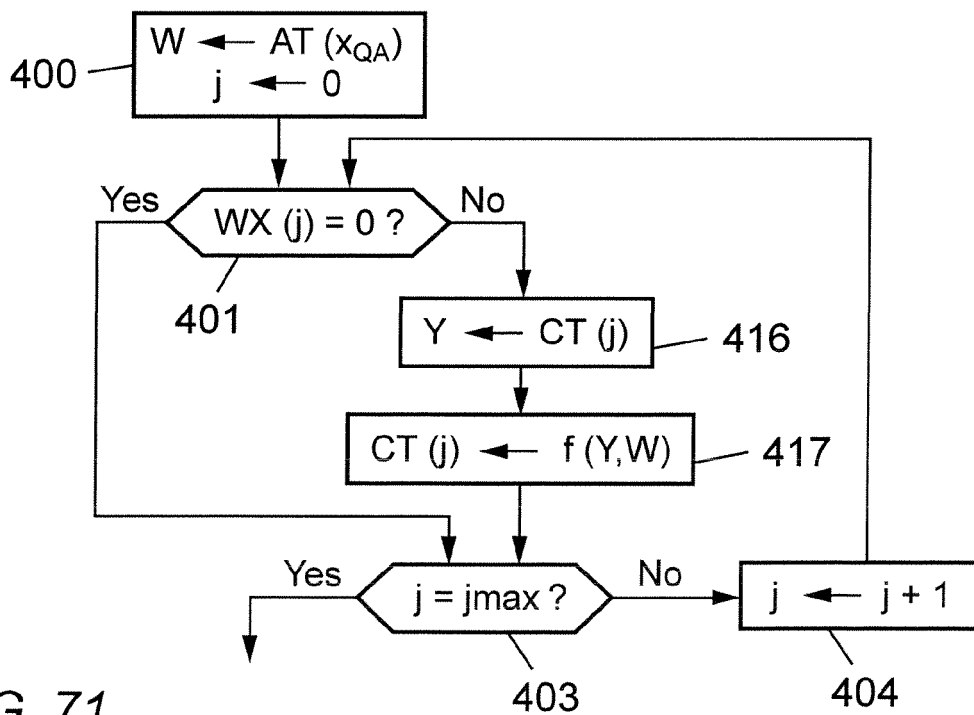 W ← AT (xQA)
j ← 0
400
Yes
WX (j) = 0 ?
No
401
Y ← CT (j)
416
CT (j) ← f (Y,W)
417
Yes
j = jmax ?
No
j ← j + 1
403
404
G. 71